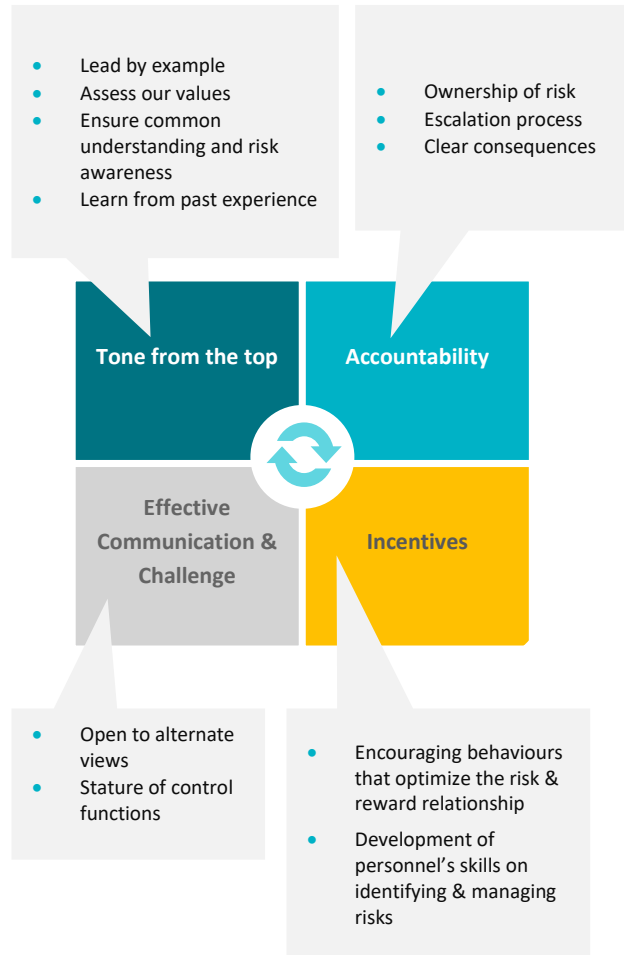 • Lead by example
• Assess our values
• Ensure common
understanding and risk
awareness
• Learn from past experience
• Ownership of risk
• Escalation process
• Clear consequences
Tone from the top
Accountability
Effective
Communication &
Challenge
Incentives
• Open to alternate
views
• Stature of control
functions
• Encouraging behaviours
that optimize the risk &
reward relationship
• Development of
personnel’s skills on
identifying & managing
risks